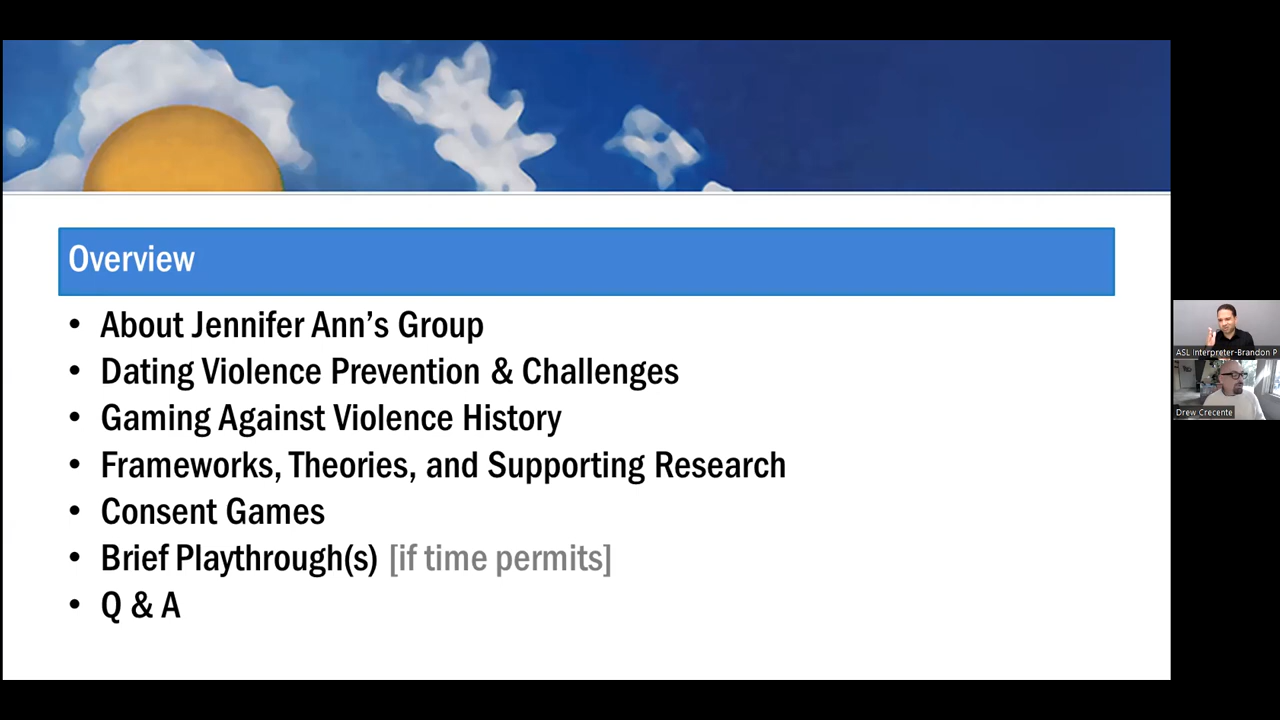 Overview
• About Jennifer Ann's Group
• Dating Violence Prevention & Challenges
• Gaming Against Violence History
• Frameworks, Theories, and Supporting Research
• Consent Games
• Brief Playthrough(s) [if time permits]
• Q & A
ASL Interpreter-Brandon P
Drew Crecente